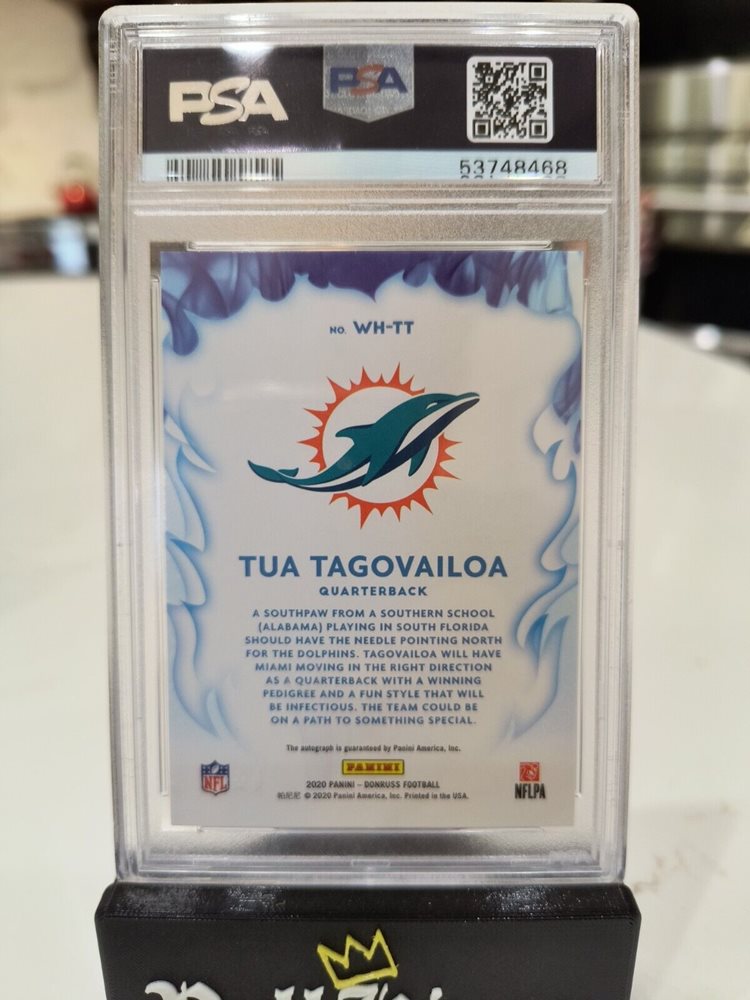 PSA PSA
53748468
NO. WH-TT
TUA TAGOVAILOA
QUARTERBACK
A SOUTHPAW FROM A SOUTHERN SCHOOL
(ALABAMA) PLAYING IN SOUTH FLORIDA
SHOULD HAVE THE NEEDLE POINTING NORTH
FOR THE DOLPHINS. TAGOVAILOA WILL HAVE
MIAMI MOVING IN THE RIGHT DIRECTION
AS A QUARTERBACK WITH A WINNING
PEDIGREE AND A FUN STYLE THAT WILL
BE INFECTIOUS. THE TEAM COULD BE
ON A PATH TO SOMETHING SPECIAL.
The autograph is guaranteed by Panini America, Inc.
PANINI
NFL
2020 PANINI – DONRUSS FOOTBALL
NFLPA
帕尼尼 © 2020 Panini America, Inc. Printed in the USA.